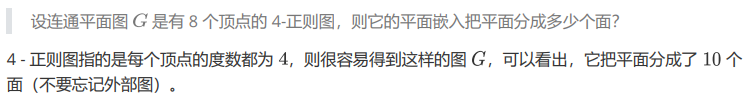 设连通平面图 G 是有 8 个顶点的 4-正则图，则它的平面嵌入把平面分成多少个面？
4 - 正则图指的是每个顶点的度数都为 4，则很容易得到这样的图 G，可以看出，它把平面分成了 10 个
面（不要忘记外部图）。